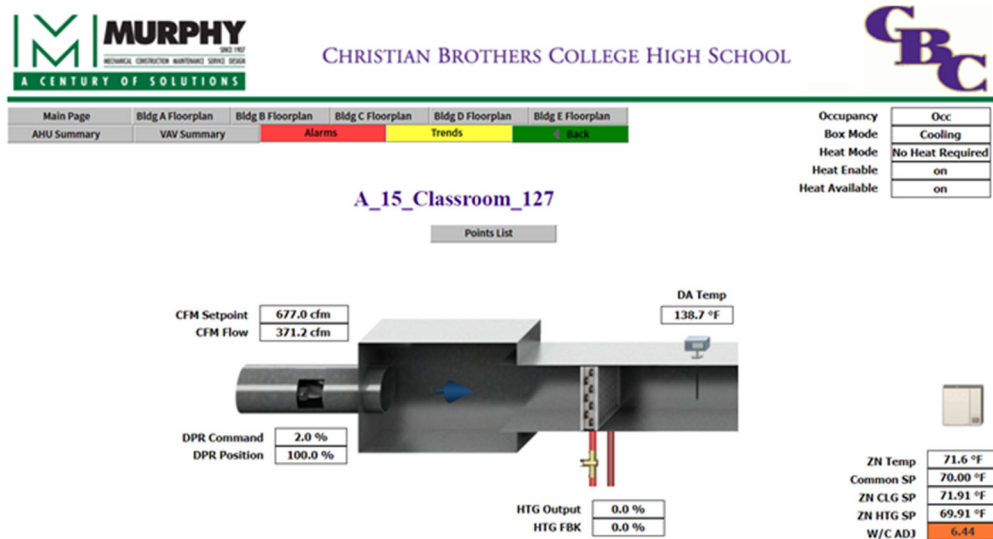 MURPHY
SINCE 1907
MECHANICAL CONSTRUCTION MAINTENANCE SERVICE DESIGN
A CENTURY OF SOLUTIONS
CHRISTIAN BROTHERS COLLEGE HIGH SCHOOL
CBC
Main Page Bldg A Floorplan Bldg B Floorplan Bldg C Floorplan Bldg D Floorplan Bldg E Floorplan
AHU Summary VAV Summary Alarms Trends Back
Occupancy Occ
Box Mode Cooling
Heat Mode No Heat Required
Heat Enable on
Heat Available on
A_15_Classroom_127
Points List
DA Temp
138.7 °F
CFM Setpoint 677.0 cfm
CFM Flow 371.2 cfm
DPR Command 2.0 %
DPR Position 100.0 %
HTG Output 0.0 %
HTG FBK 0.0 %
ZN Temp 71.6 °F
Common SP 70.00 °F
ZN CLG SP 71.91 °F
ZN HTG SP 69.91 °F
W/C ADJ 6.44